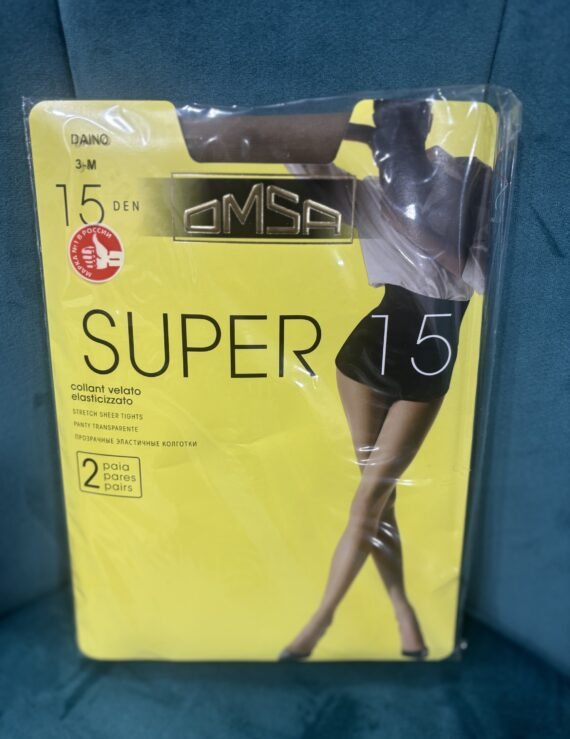 DAINO
3-M
15 DEN
OMSA
МАРКА №1 В РОССИИ
SUPER 15
collant velato
elasticizzato
STRETCH SHEER TIGHTS
PANTY TRANSPARENTE
ПРОЗРАЧНЫЕ ЭЛАСТИЧНЫЕ КОЛГОТКИ
2 paia
pares
pairs